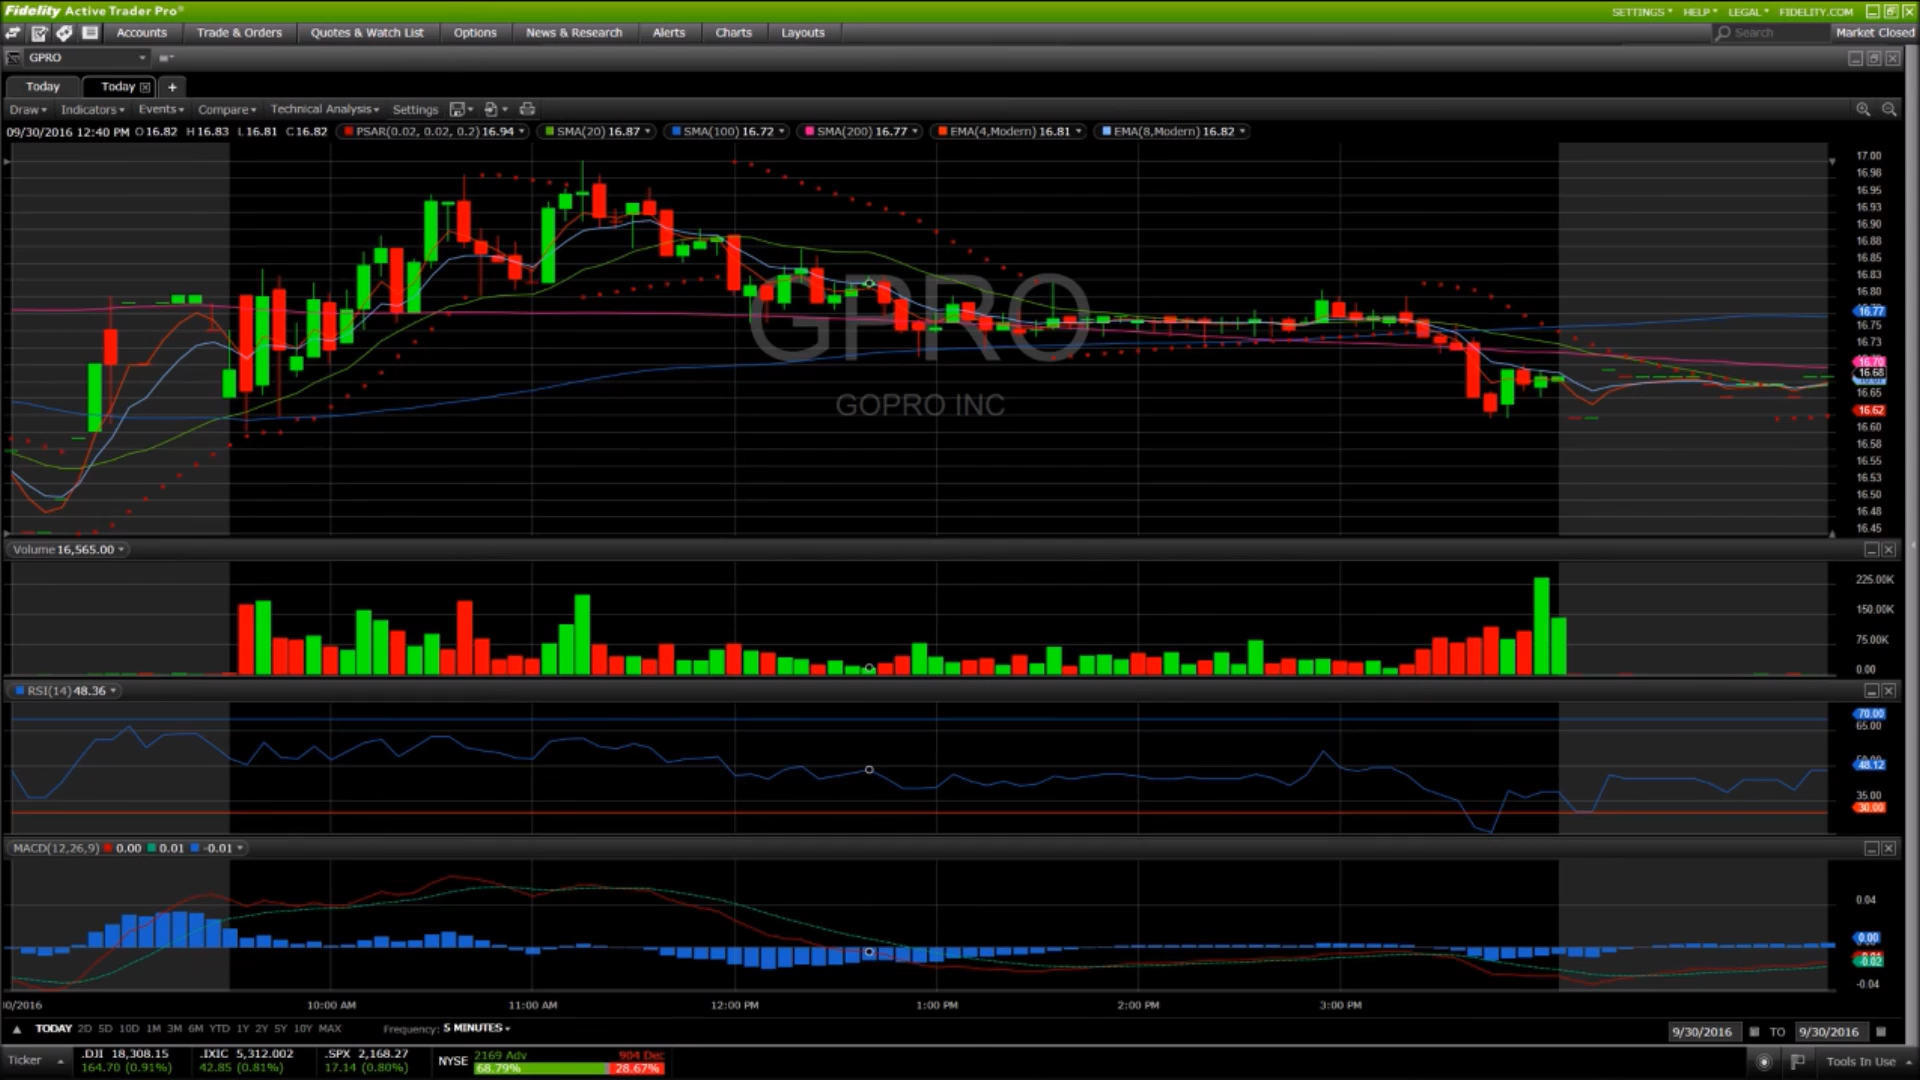 Fidelity Active Trader Pro®
SETTINGS HELP LEGAL FIDELITY.COM
Accounts Trade & Orders Quotes & Watch List Options News & Research Alerts Charts Layouts Search Market Closed
GPRO
Today Today +
Draw Indicators Events Compare Technical Analysis Settings
09/30/2016 12:40 PM O 16.82 H 16.83 L 16.81 C 16.82 PSAR(0.02, 0.02, 0.2) 16.94 SMA(20) 16.87 SMA(100) 16.72 SMA(200) 16.77 EMA(4,Modern) 16.81 EMA(8,Modern) 16.82
17.00
16.98
16.95
16.93
16.90
16.88
16.85
16.83
16.80
16.77
16.75
16.73
16.70
16.68
16.65
16.62
16.60
16.58
16.55
16.53
16.50
16.48
16.45
GPRO
GOPRO INC
Volume 16,565.00
225.00K
150.00K
75.00K
0.00
RSI(14) 48.36
70.00
65.00
48.12
35.00
30.00
MACD(12,26,9) 0.00 0.01 -0.01
0.04
0.00
-0.02
-0.04
0/2016 10:00 AM 11:00 AM 12:00 PM 1:00 PM 2:00 PM 3:00 PM
TODAY 2D 5D 10D 1M 3M 6M YTD 1Y 2Y 5Y 10Y MAX Frequency: 5 MINUTES 9/30/2016 TO 9/30/2016
Ticker .DJI 18,308.15 .IXIC 5,312.002 .SPX 2,168.27 NYSE 2169 Adv 904 Dec Tools In Use
164.70 (0.91%) 42.85 (0.81%) 17.14 (0.80%) 68.79% 28.67%